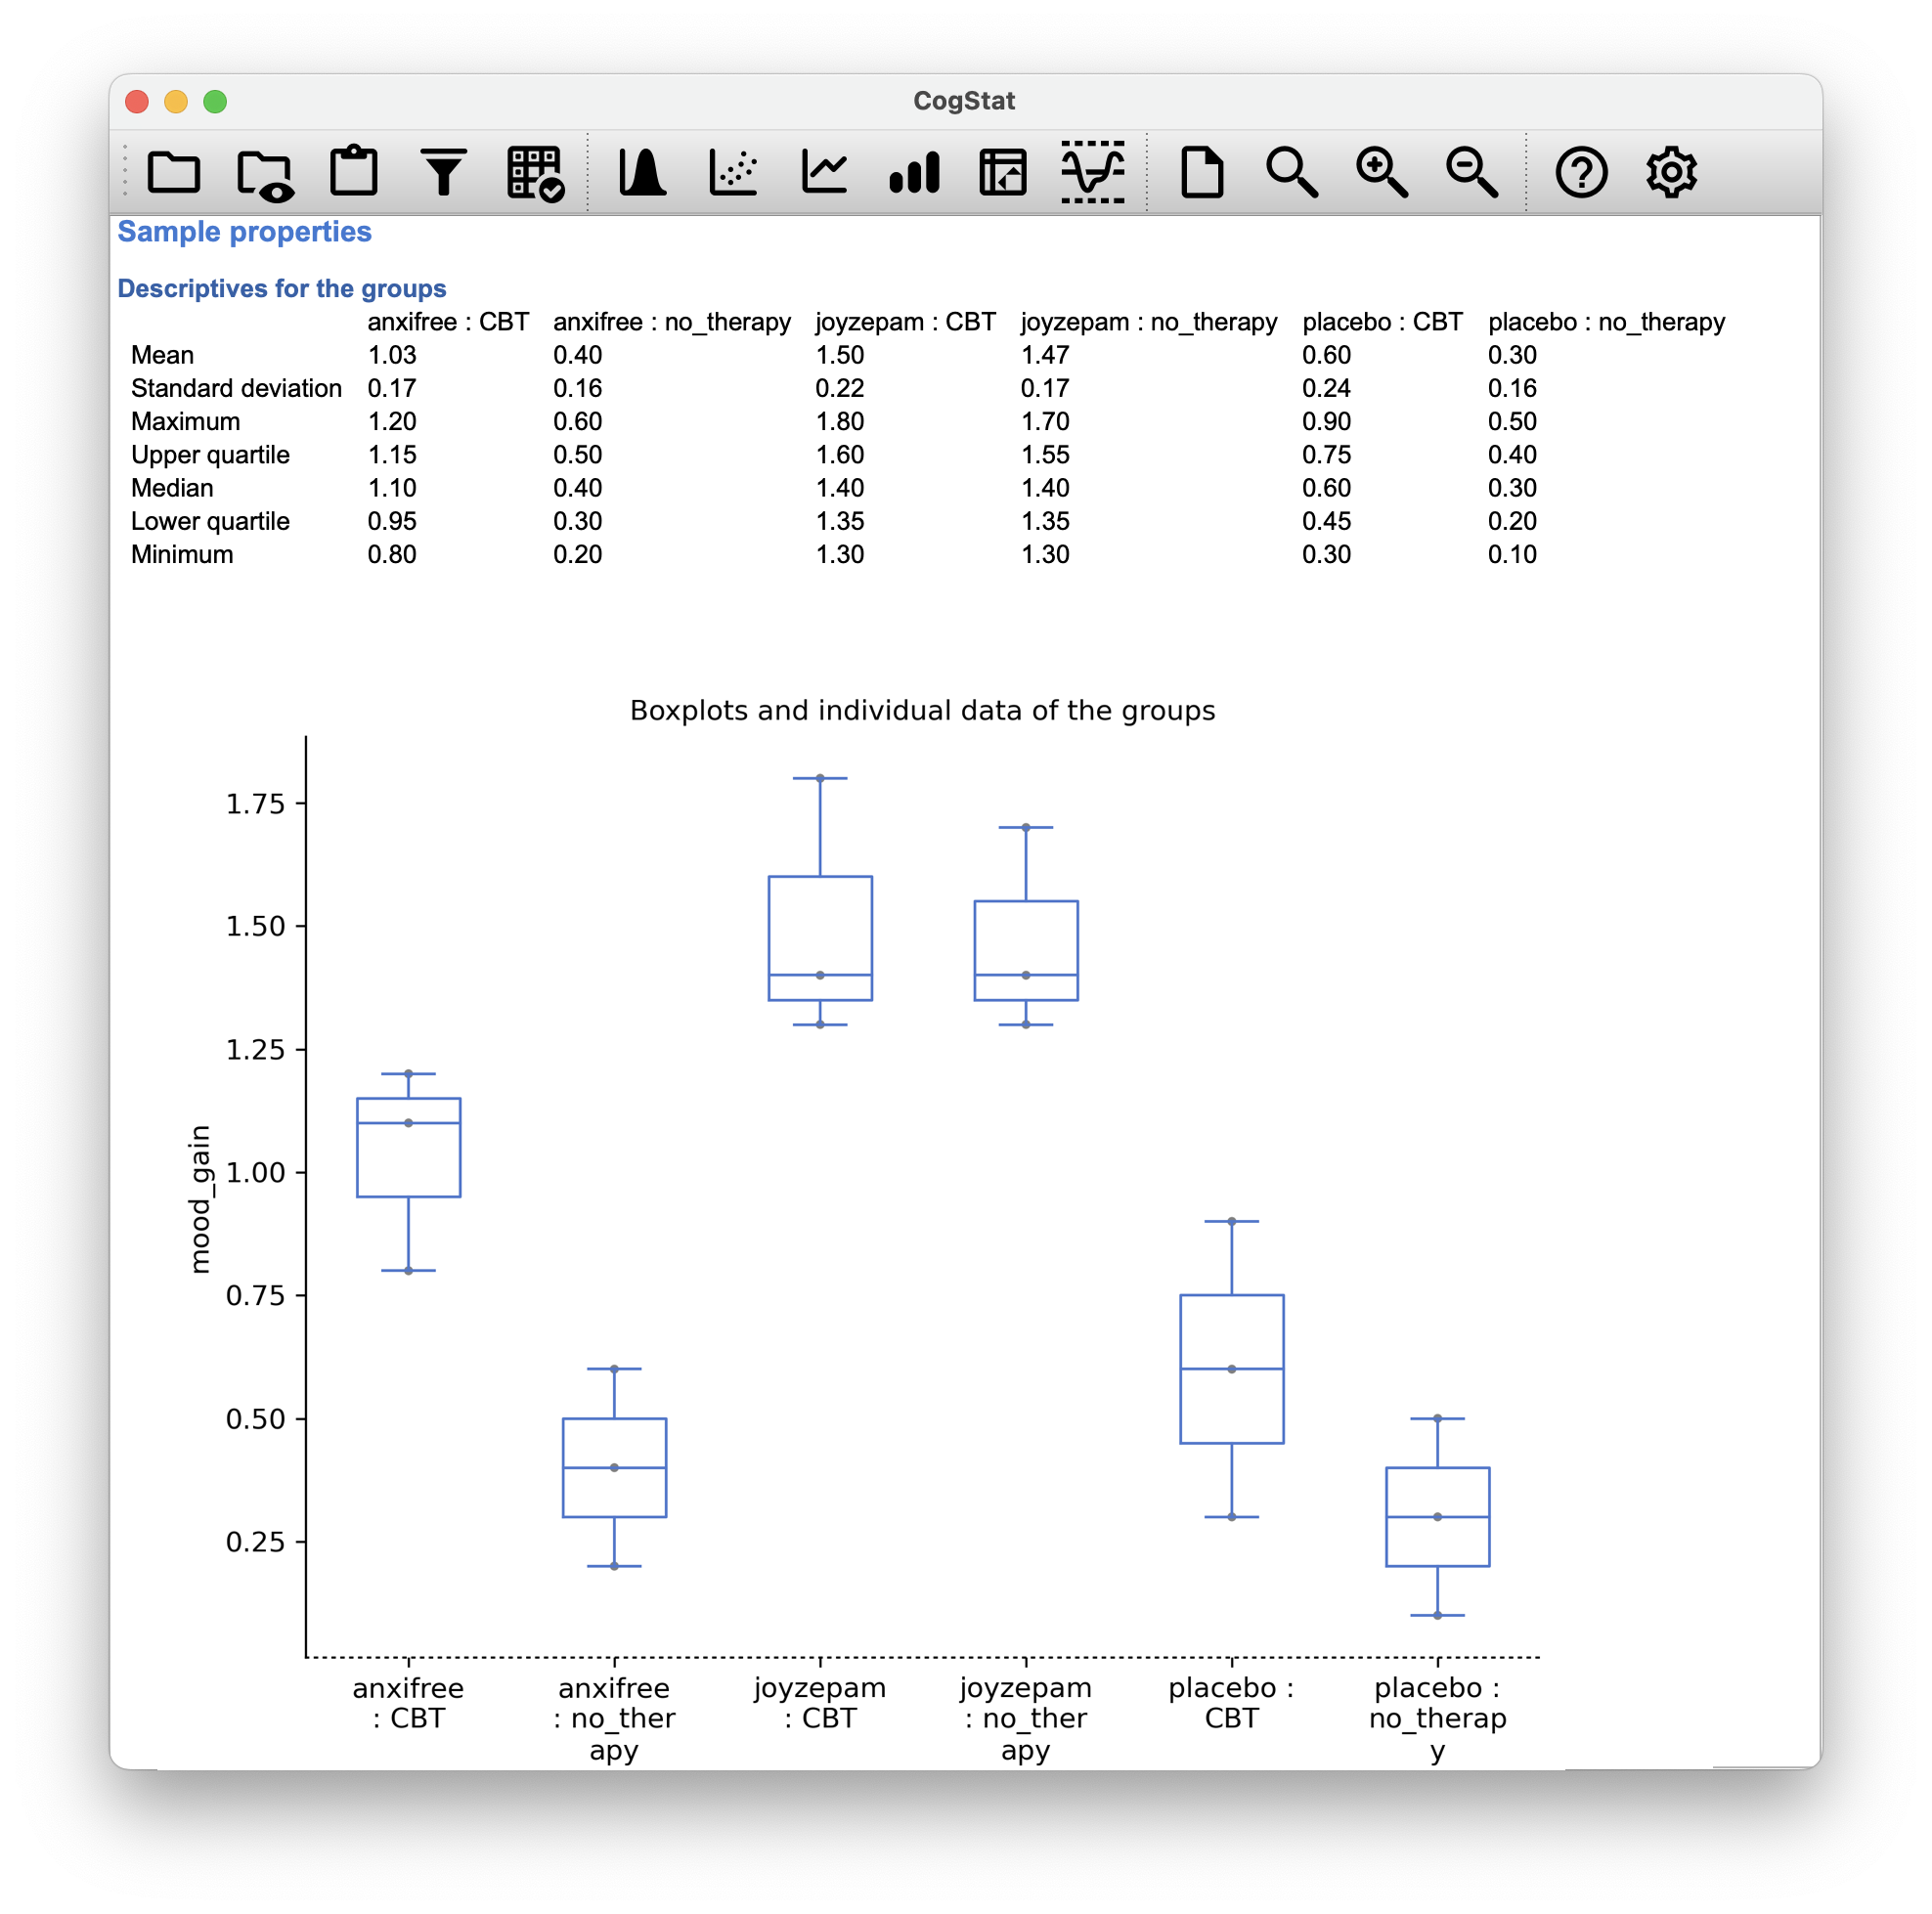 CogStat
Sample properties
Descriptives for the groups
anxifree : CBT anxifree : no_therapy joyzepam : CBT joyzepam : no_therapy placebo : CBT placebo : no_therapy
Mean 1.03 0.40 1.50 1.47 0.60 0.30
Standard deviation 0.17 0.16 0.22 0.17 0.24 0.16
Maximum 1.20 0.60 1.80 1.70 0.90 0.50
Upper quartile 1.15 0.50 1.60 1.55 0.75 0.40
Median 1.10 0.40 1.40 1.40 0.60 0.30
Lower quartile 0.95 0.30 1.35 1.35 0.45 0.20
Minimum 0.80 0.20 1.30 1.30 0.30 0.10
Boxplots and individual data of the groups
mood_gain
1.75
1.50
1.25
1.00
0.75
0.50
0.25
anxifree
: CBT
anxifree
: no_ther
apy
joyzepam
: CBT
joyzepam
: no_ther
apy
placebo :
CBT
placebo :
no_therap
y